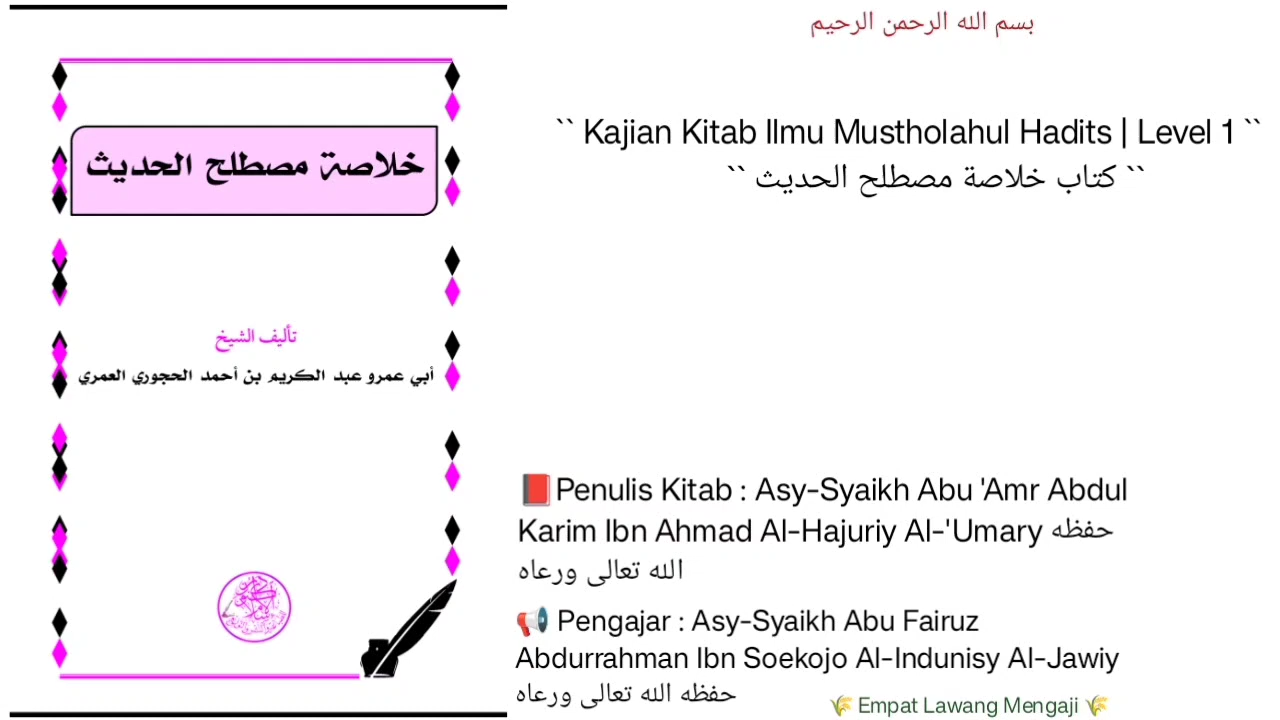 خلاصة مصطلح الحديث
تأليف الشيخ
أبي عمرو عبد الكريم بن أحمد الحجوري العمري
بسم الله الرحمن الرحيم
`` Kajian Kitab Ilmu Mustholahul Hadits | Level 1 ``
`` كتاب خلاصة مصطلح الحديث ``
📕Penulis Kitab : Asy-Syaikh Abu 'Amr Abdul
Karim Ibn Ahmad Al-Hajuriy Al-'Umary حفظه
الله تعالى ورعاه
📢 Pengajar : Asy-Syaikh Abu Fairuz
Abdurrahman Ibn Soekojo Al-Indunisy Al-Jawiy
حفظه الله تعالى ورعاه
🌾 Empat Lawang Mengaji 🌾